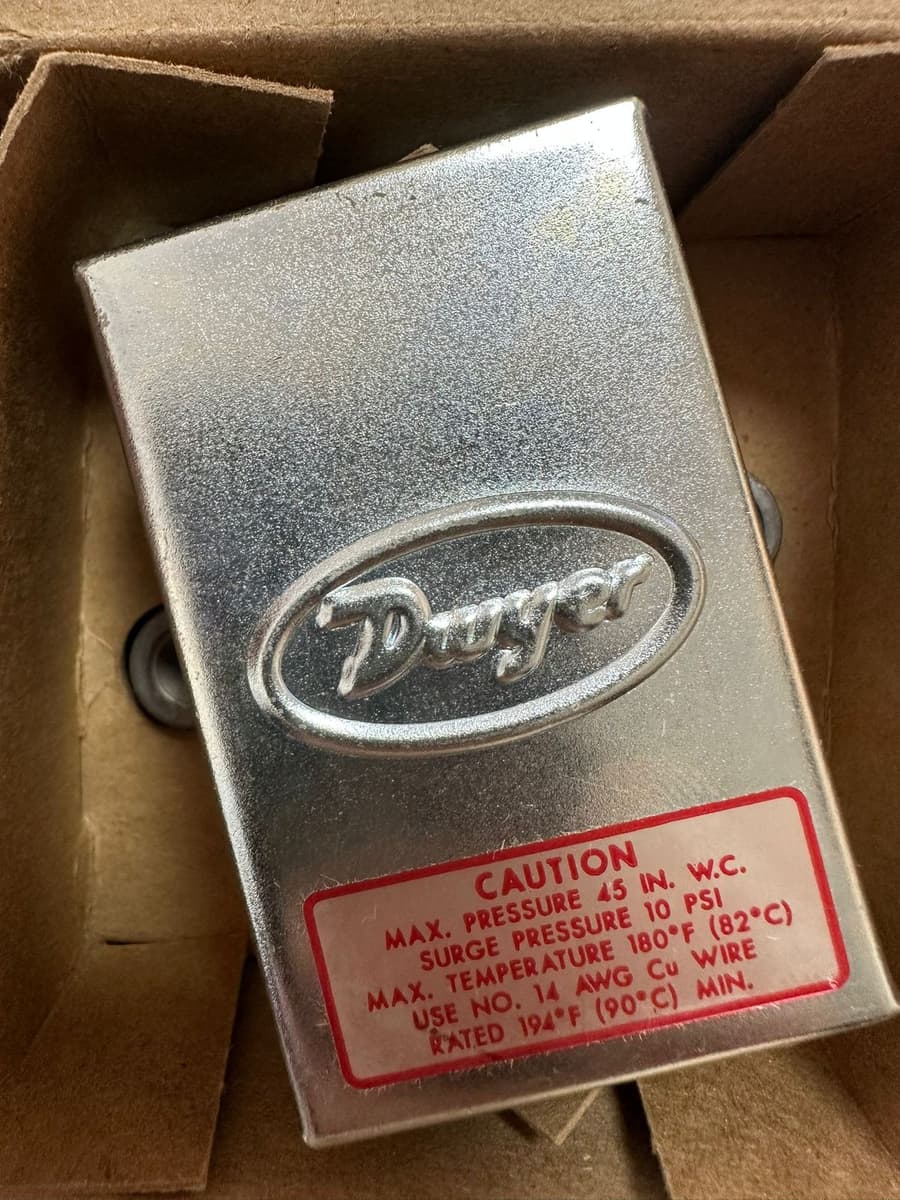 Dwyer
CAUTION
MAX. PRESSURE 45 IN. W.C.
SURGE PRESSURE 10 PSI
MAX. TEMPERATURE 180°F (82°C)
USE NO. 14 AWG Cu WIRE
RATED 194°F (90°C) MIN.